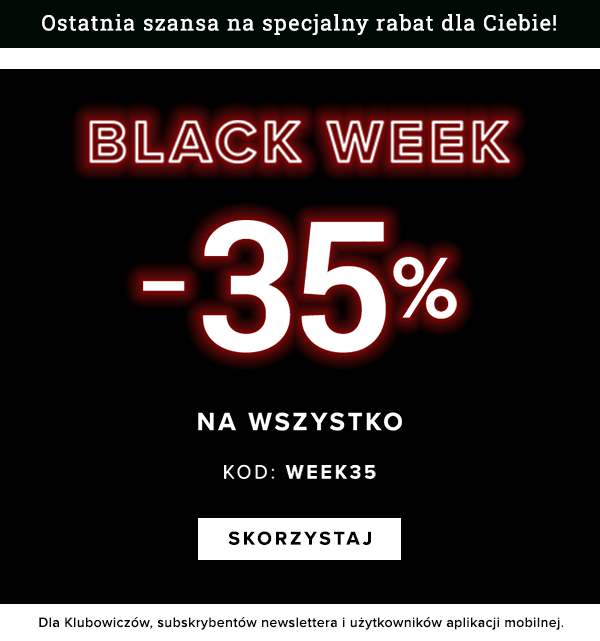 Ostatnia szansa na specjalny rabat dla Ciebie!
BLACK WEEK
-35%
NA WSZYSTKO
KOD: WEEK35
SKORZYSTAJ
Dla Klubowiczów, subskrybentów newslettera i użytkowników aplikacji mobilnej.